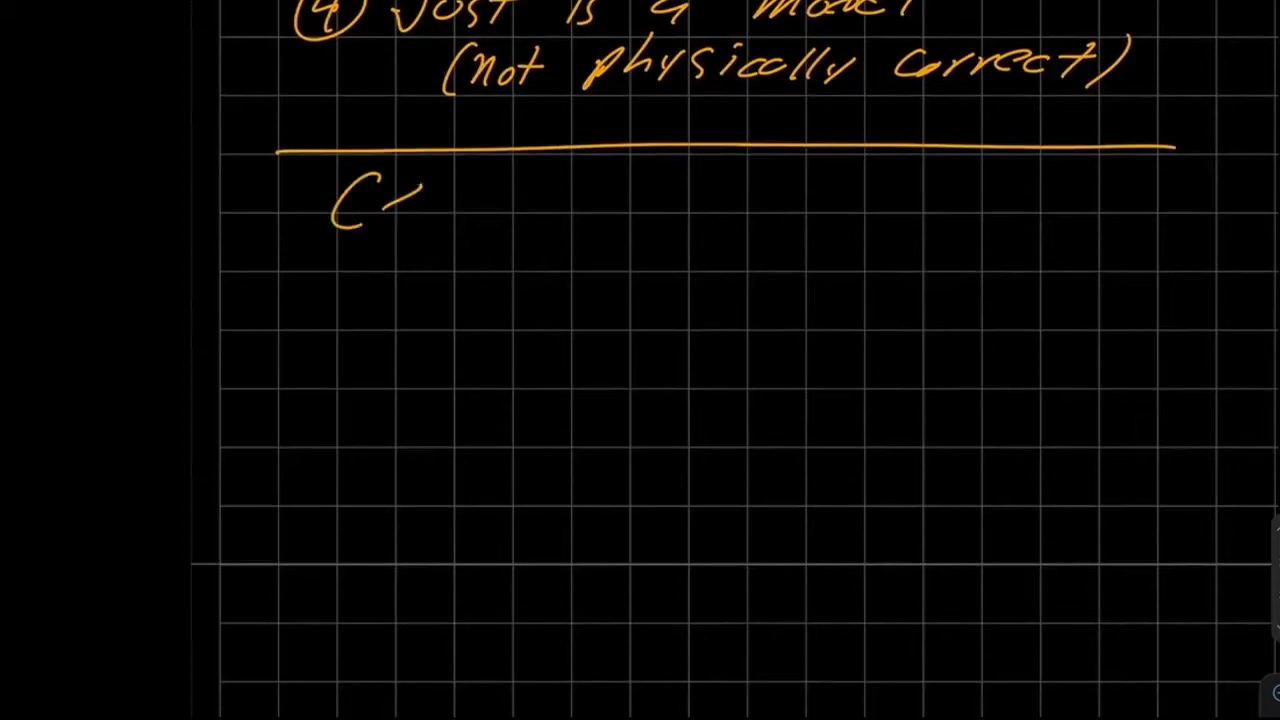 ④ Just is a model
(not physically correct)
C